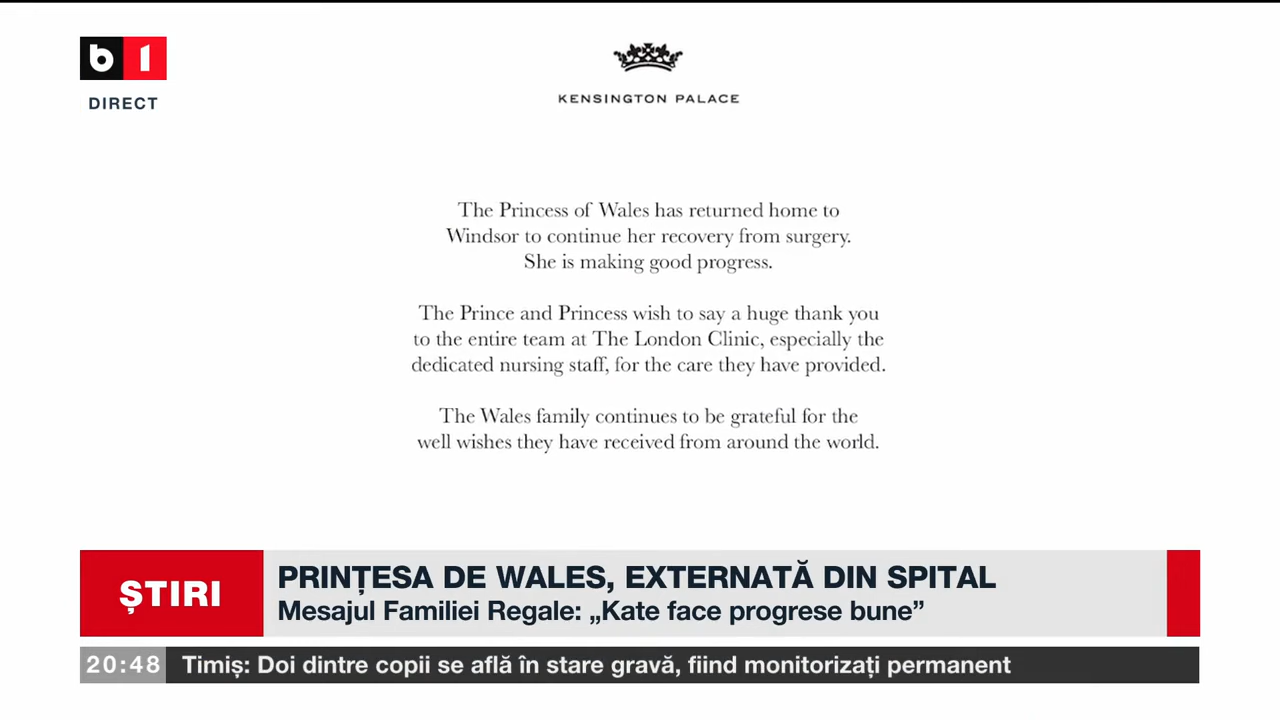 b1
DIRECT
KENSINGTON PALACE
The Princess of Wales has returned home to
Windsor to continue her recovery from surgery.
She is making good progress.
The Prince and Princess wish to say a huge thank you
to the entire team at The London Clinic, especially the
dedicated nursing staff, for the care they have provided.
The Wales family continues to be grateful for the
well wishes they have received from around the world.
ȘTIRI
PRINȚESA DE WALES, EXTERNATĂ DIN SPITAL
Mesajul Familiei Regale: „Kate face progrese bune”
20:48 Timiș: Doi dintre copii se află în stare gravă, fiind monitorizați permanent